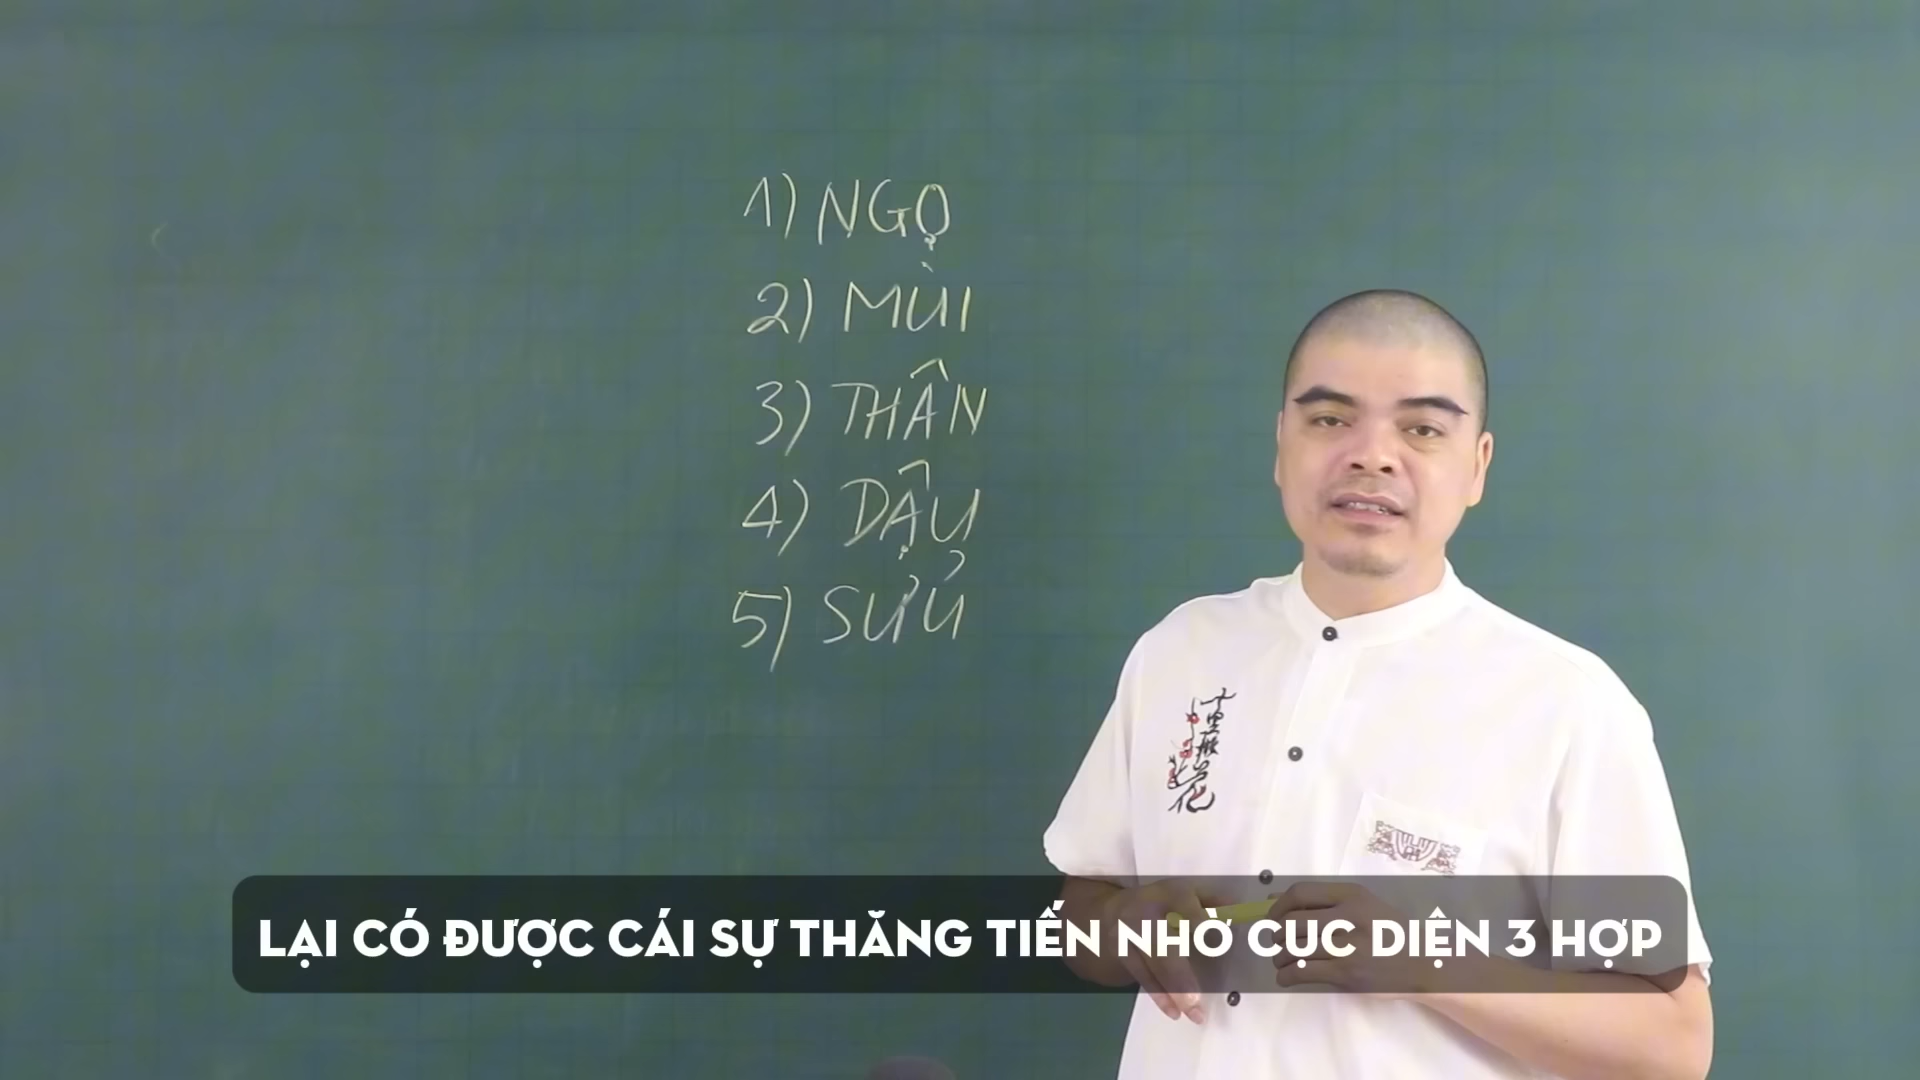 1) NGỌ
2) MÙI
3) THÂN
4) DẬU
5) SỬU
LẠI CÓ ĐƯỢC CÁI SỰ THĂNG TIẾN NHỜ CỤC DIỆN 3 HỢP